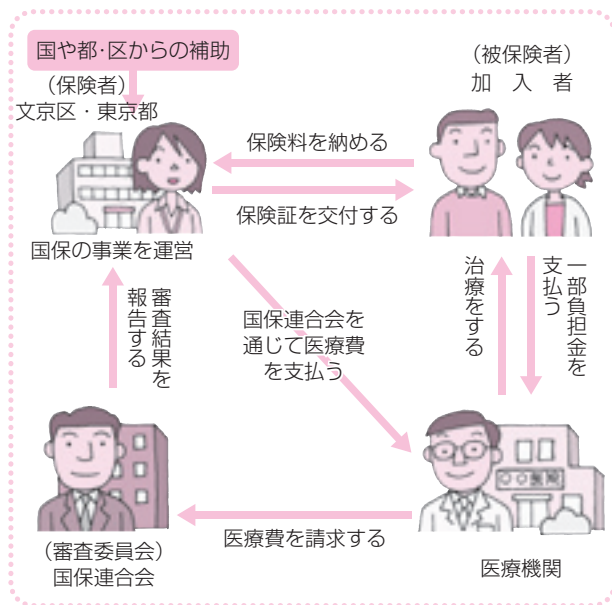 国や都・区からの補助
（保険者）
文京区・東京都
国保の事業を運営
（被保険者）
加入者
保険料を納める
保険証を交付する
審査結果を
報告する
国保連合会を
通じて医療費
を支払う
治療をする
一部負担金を
支払う
（審査委員会）
国保連合会
医療費を請求する
○○医院
医療機関